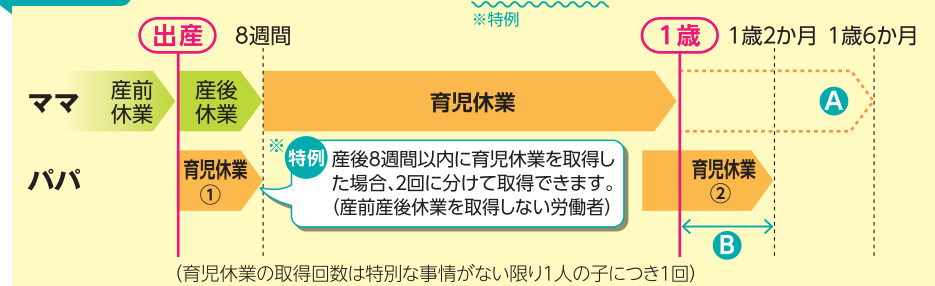 ※特例
出産 8週間 1歳 1歳2か月 1歳6か月
ママ
産前
休業
産後
休業
育児休業
A
※
特例
産後8週間以内に育児休業を取得し
た場合、2回に分けて取得できます。
(産前産後休業を取得しない労働者)
パパ
育児休業
①
育児休業
②
B
(育児休業の取得回数は特別な事情がない限り1人の子につき1回)